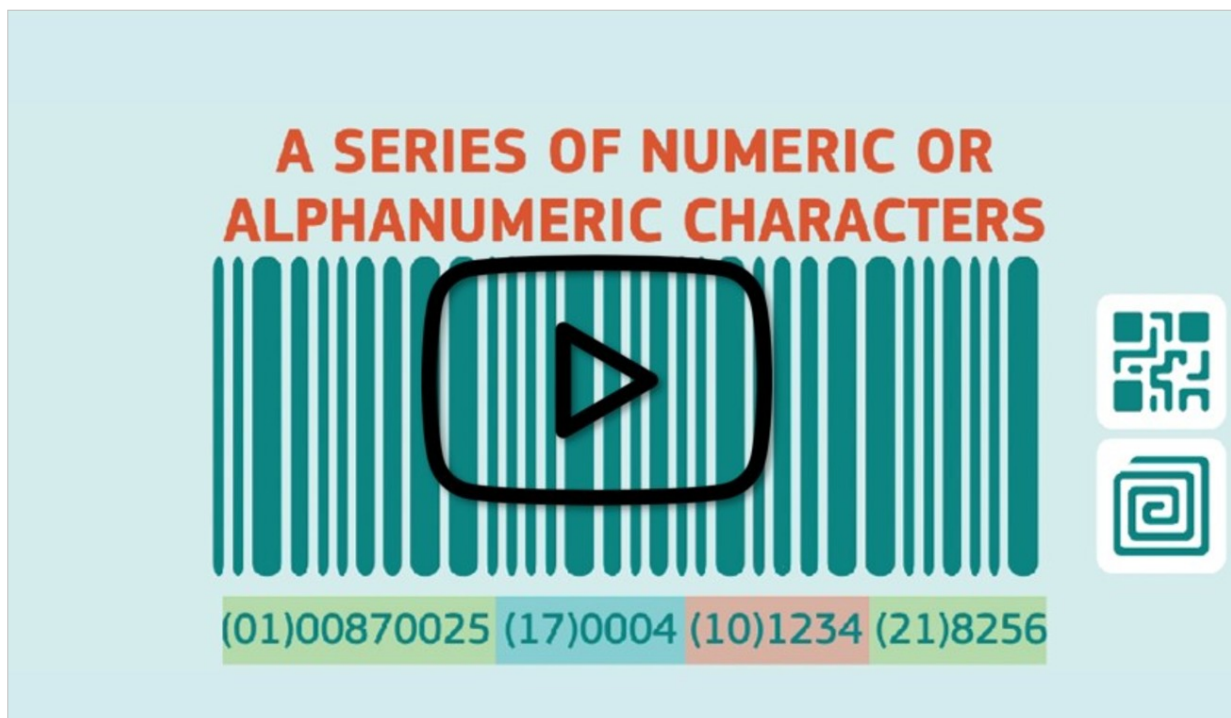 A SERIES OF NUMERIC OR
ALPHANUMERIC CHARACTERS
(01)00870025 (17)0004 (10)1234 (21)8256